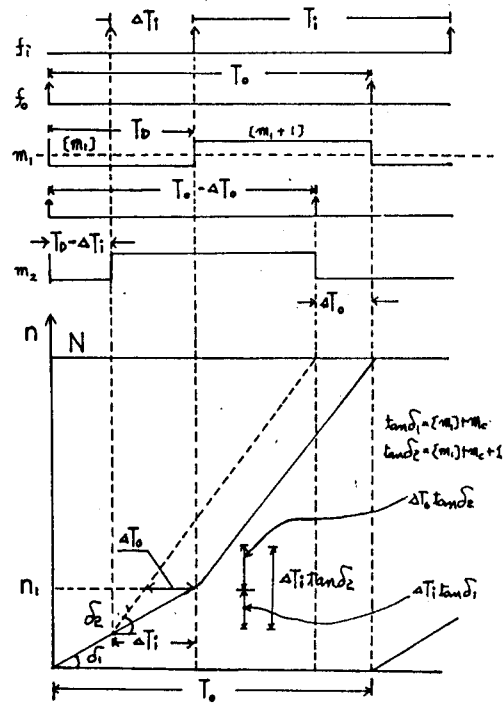 ΔTi Ti
fi
To
fo
TD
[m1] [m1+1]
m1
To-ΔTo
TD-ΔTi
m2
ΔTo
n N
tanδ1=[m1]+mc
tanδ2=[m1]+mc+1
ΔTo tanδ2
ΔTo
n1
ΔTi tanδ2
ΔTi tanδ1
δ2
ΔTi
δ1
To